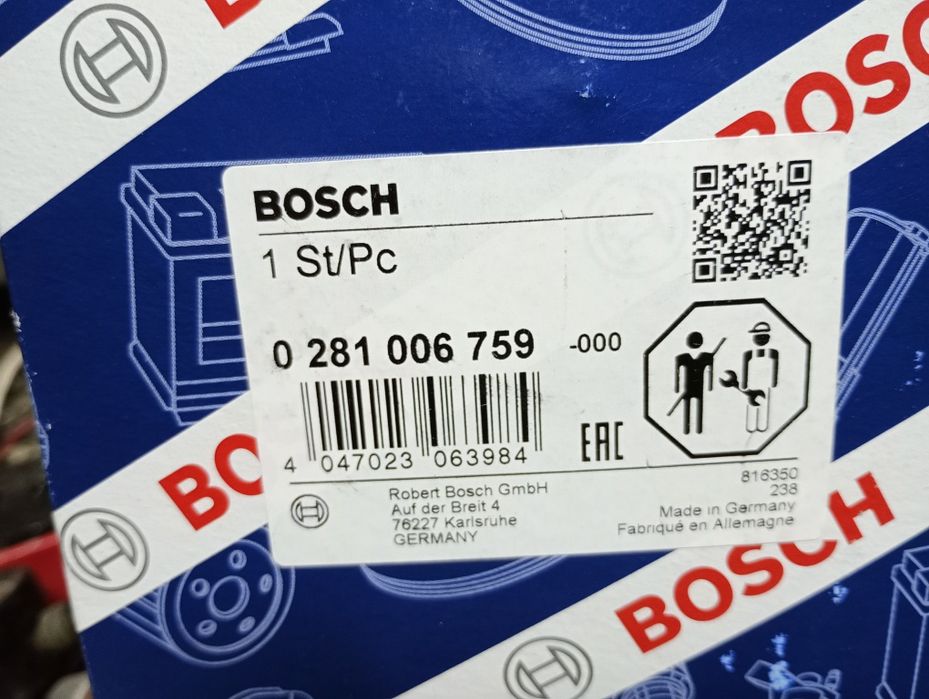 BOSCH
BOSCH
1 St/Pc
0 281 006 759 -000
4 047023 063984
EAC
Robert Bosch GmbH
Auf der Breit 4
76227 Karlsruhe
GERMANY
816350
238
Made in Germany
Fabriqué en Allemagne
BOSCH